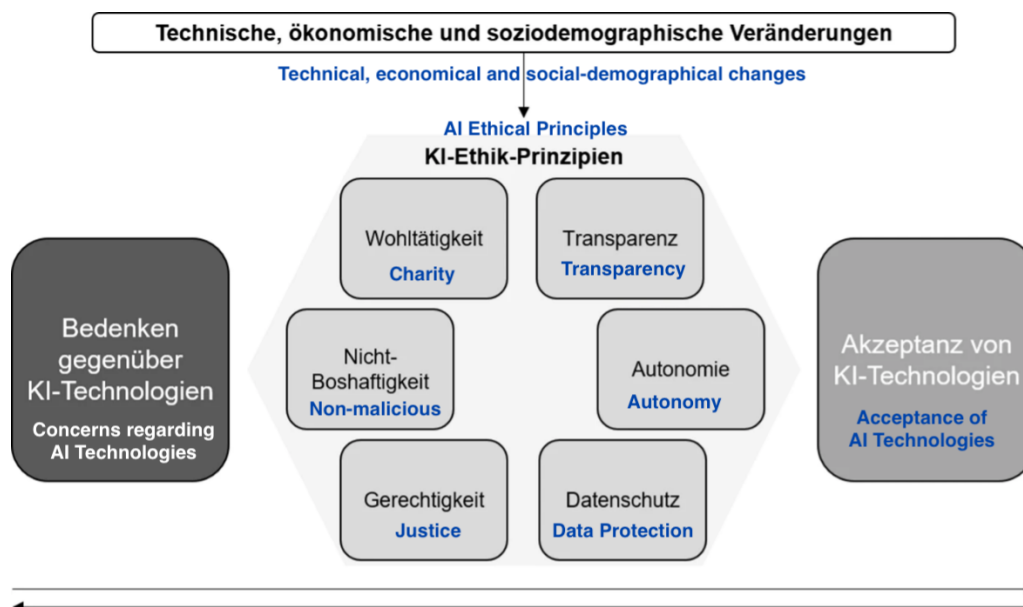 Technische, ökonomische und soziodemographische Veränderungen
Technical, economical and social-demographical changes
AI Ethical Principles
KI-Ethik-Prinzipien
Wohltätigkeit
Charity
Transparenz
Transparency
Bedenken
gegenüber
KI-Technologien
Concerns regarding
AI Technologies
Nicht-
Boshaftigkeit
Non-malicious
Autonomie
Autonomy
Akzeptanz von
KI-Technologien
Acceptance of
AI Technologies
Gerechtigkeit
Justice
Datenschutz
Data Protection